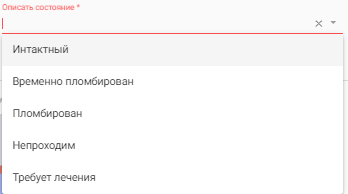 Описать состояние *
Интактный
Временно пломбирован
Пломбирован
Непроходим
Требует лечения